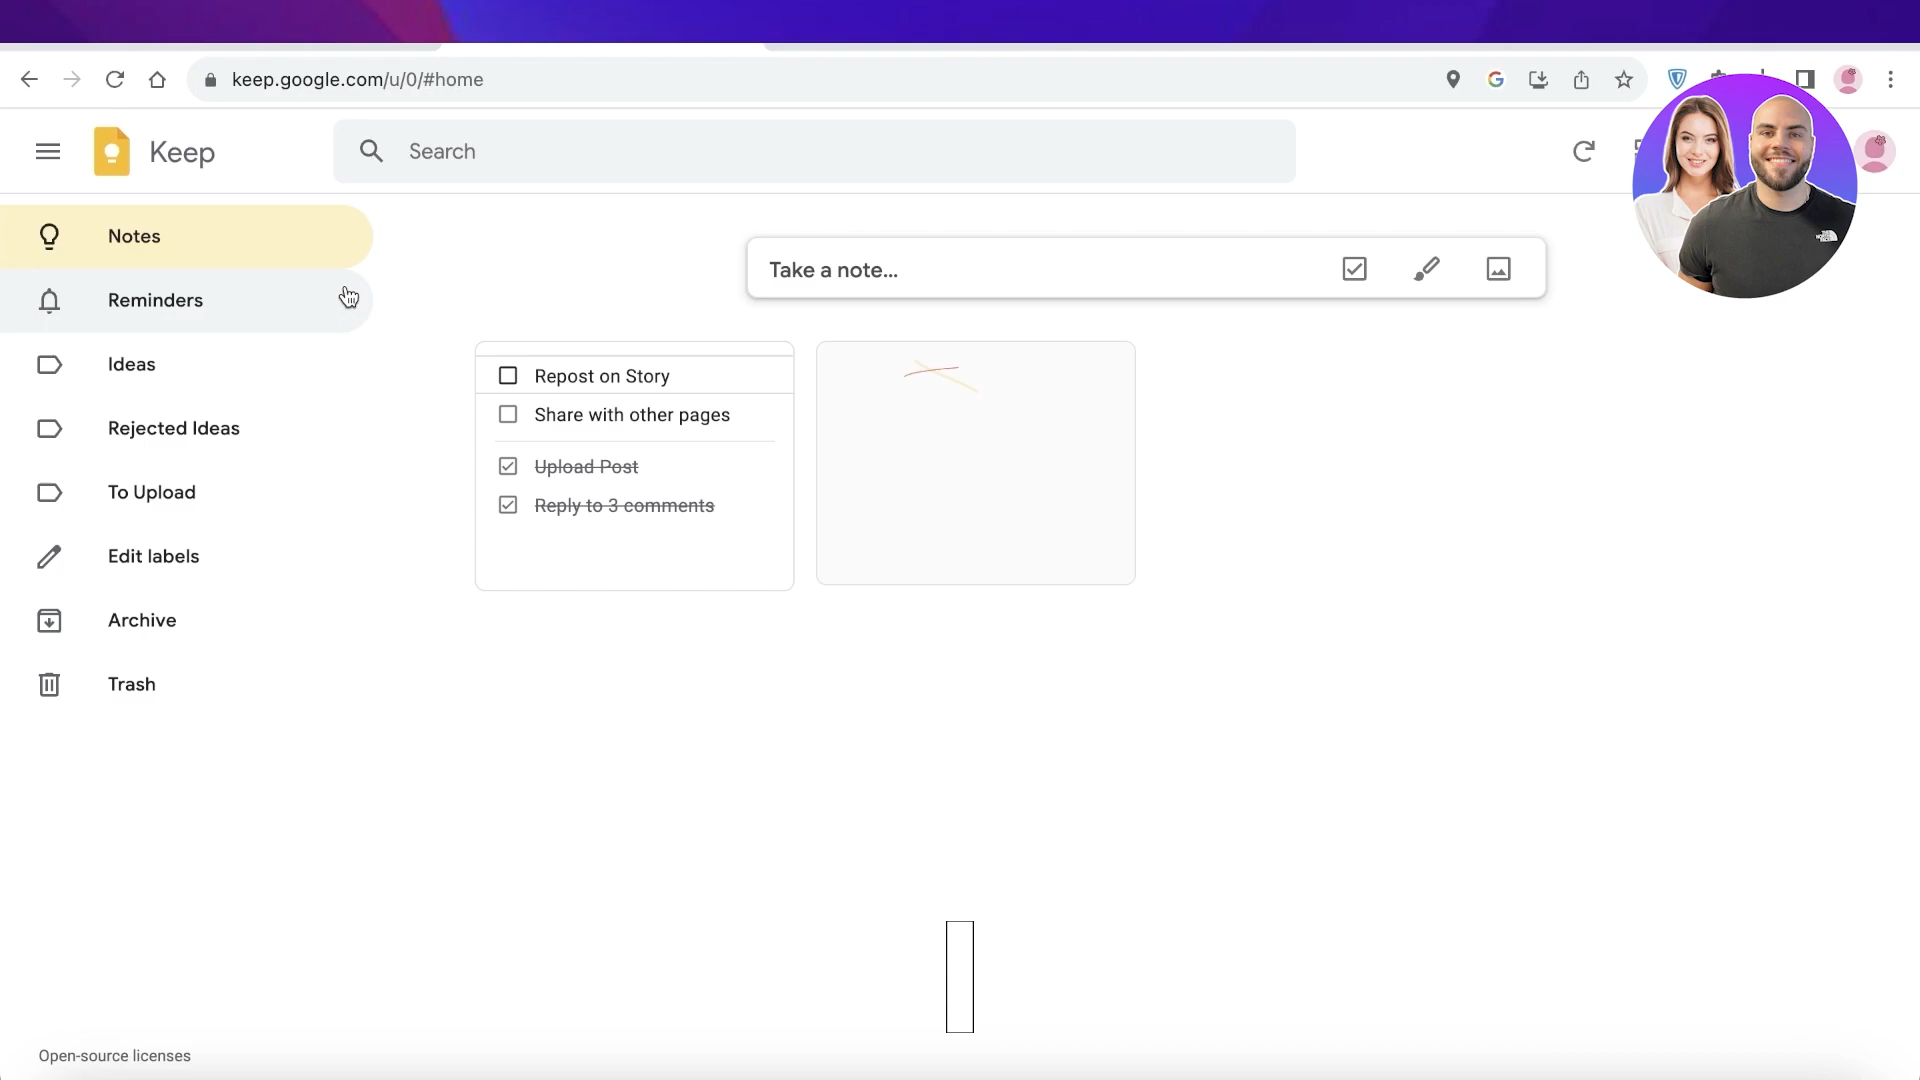 keep.google.com/u/0/#home
Keep
Search
Notes
Reminders
Ideas
Rejected Ideas
To Upload
Edit labels
Archive
Trash
Take a note...
Repost on Story
Share with other pages
Upload Post
Reply to 3 comments
Open-source licenses